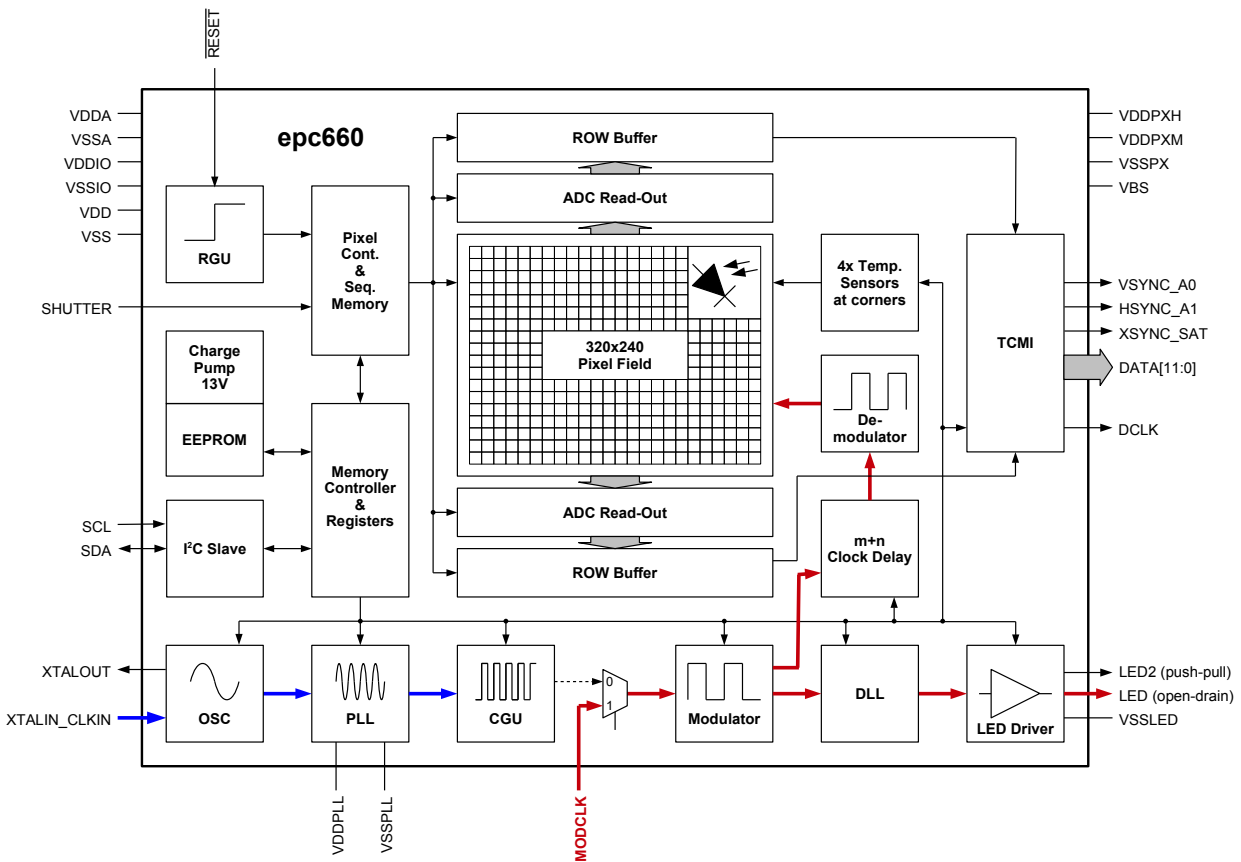 RESET
epc660
VDDA
VSSA
VDDIO
VSSIO
VDD
VSS
SHUTTER
SCL
SDA
XTALOUT
XTALIN_CLKIN
RGU
Pixel
Cont.
&
Seq.
Memory
Charge
Pump
13V
EEPROM
I²C Slave
Memory
Controller
&
Registers
ROW Buffer
ADC Read-Out
320x240
Pixel Field
ADC Read-Out
ROW Buffer
4x Temp.
Sensors
at corners
De-
modulator
m+n
Clock Delay
TCMI
OSC
PLL
CGU
0
1
Modulator
DLL
LED Driver
VDDPXH
VDDPXM
VSSPX
VBS
VSYNC_A0
HSYNC_A1
XSYNC_SAT
DATA[11:0]
DCLK
LED2 (push-pull)
LED (open-drain)
VSSLED
VDDPLL
VSSPLL
MODCLK